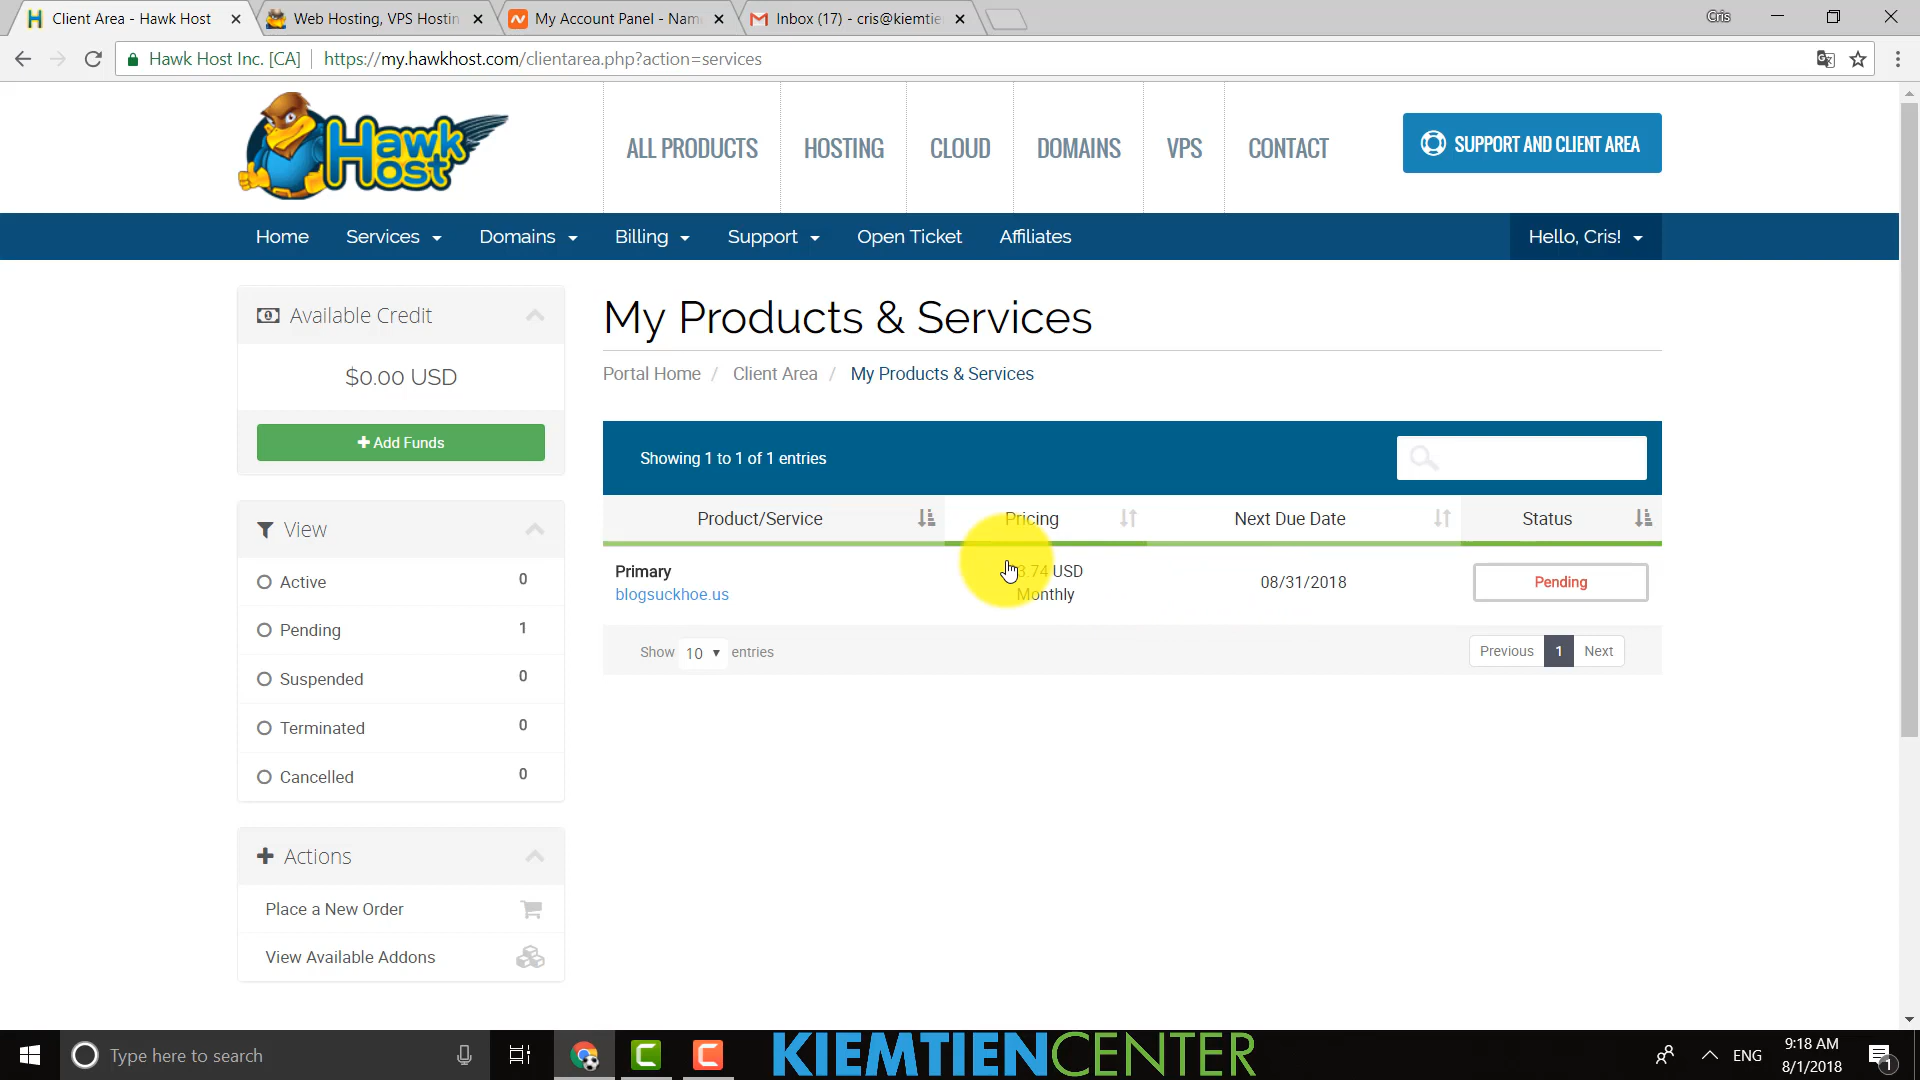 Client Area - Hawk Host
Web Hosting, VPS Hostin
My Account Panel - Nam
Inbox (17) - cris@kiemtie
Cris
Hawk Host Inc. [CA]
https://my.hawkhost.com/clientarea.php?action=services
Hawk
Host
ALL PRODUCTS
HOSTING
CLOUD
DOMAINS
VPS
CONTACT
SUPPORT AND CLIENT AREA
Home
Services
Domains
Billing
Support
Open Ticket
Affiliates
Hello, Cris!
Available Credit
$0.00 USD
Add Funds
View
Active 0
Pending 1
Suspended 0
Terminated 0
Cancelled 0
Actions
Place a New Order
View Available Addons
My Products & Services
Portal Home / Client Area / My Products & Services
Showing 1 to 1 of 1 entries
Product/Service
Pricing
Next Due Date
Status
Primary
blogsuckhoe.us
.74 USD
Monthly
08/31/2018
Pending
Show 10 entries
Previous 1 Next
Type here to search
KIEMTIENCENTER
ENG
9:18 AM
8/1/2018
1